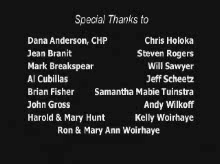 Special Thanks to
Dana Anderson, CHP Chris Holoka
Jean Branit Steven Rogers
Mark Breakspear Will Sawyer
Al Cubillas Jeff Scheetz
Brian Fisher Samantha Mabie Tuinstra
John Gross Andy Wilkoff
Harold & Mary Hunt Kelly Woirhaye
Ron & Mary Ann Woirhaye